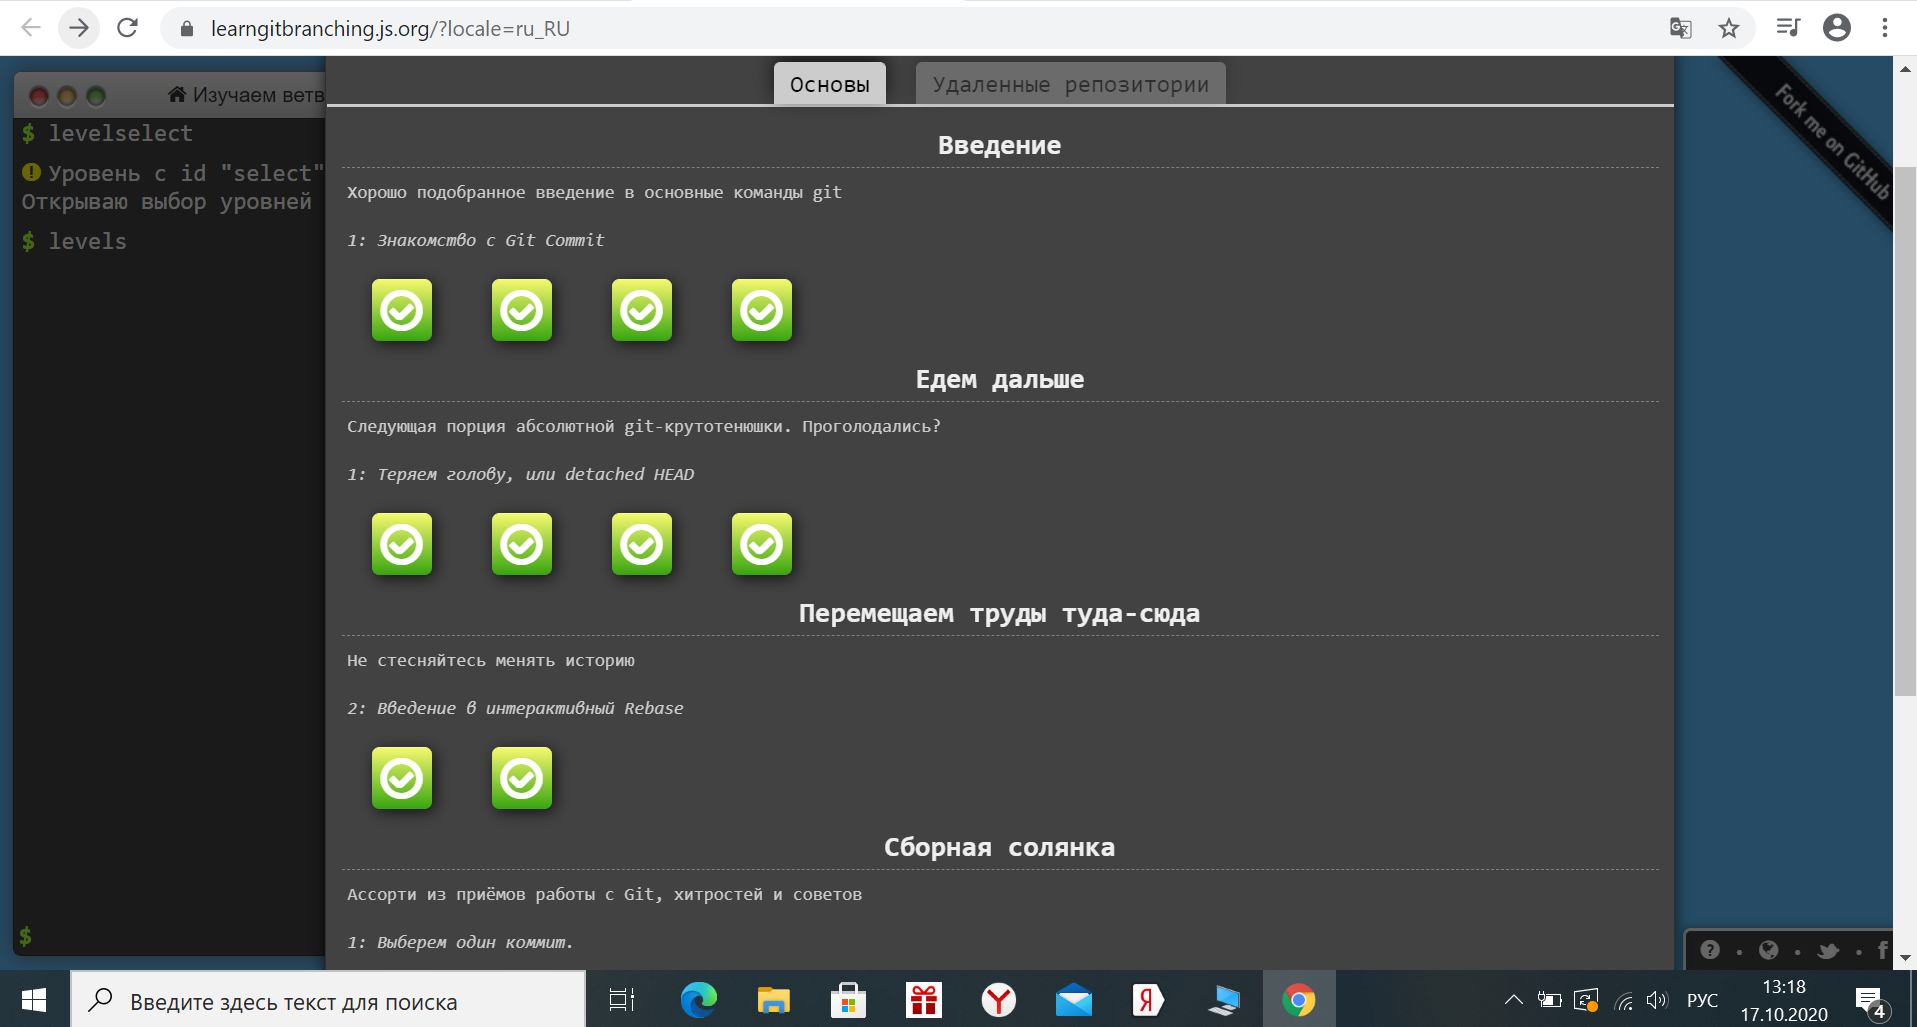 learngitbranching.js.org/?locale=ru_RU
Изучаем ветв
$ levelselect
Уровень с id "select"
Открываю выбор уровней
$ levels
$
Основы
Удаленные репозитории
Введение
Хорошо подобранное введение в основные команды git
1: Знакомство с Git Commit
Едем дальше
Следующая порция абсолютной git-крутотенюшки. Проголодались?
1: Теряем голову, или detached HEAD
Перемещаем труды туда-сюда
Не стесняйтесь менять историю
2: Введение в интерактивный Rebase
Сборная солянка
Ассорти из приёмов работы с Git, хитростей и советов
1: Выберем один коммит.
Fork me on GitHub
Введите здесь текст для поиска
РУС
13:18
17.10.2020
4